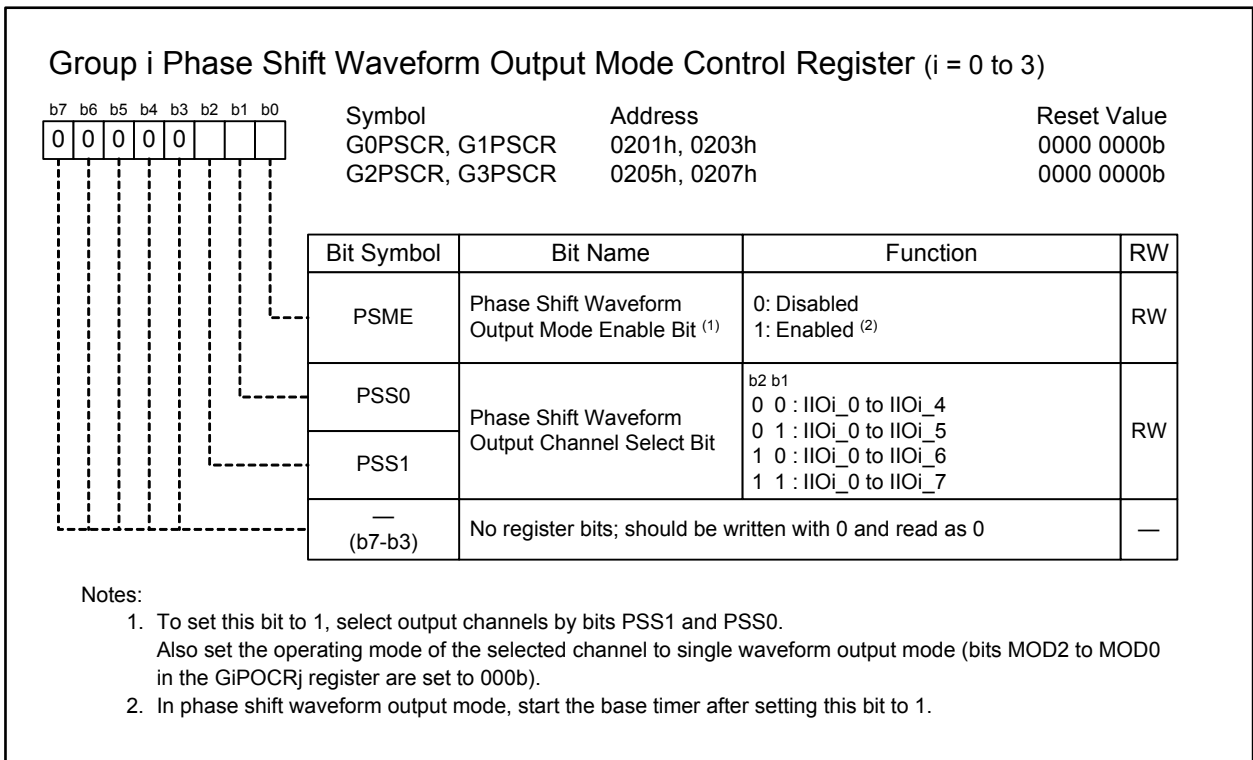 Group i Phase Shift Waveform Output Mode Control Register (i = 0 to 3)
b7 b6 b5 b4 b3 b2 b1 b0
0 0 0 0 0
Symbol Address Reset Value
G0PSCR, G1PSCR 0201h, 0203h 0000 0000b
G2PSCR, G3PSCR 0205h, 0207h 0000 0000b
Bit Symbol Bit Name Function RW
PSME
Phase Shift Waveform
Output Mode Enable Bit (1)
0: Disabled
1: Enabled (2)
RW
PSS0
PSS1
Phase Shift Waveform
Output Channel Select Bit
b2 b1
0 0 : IIOi_0 to IIOi_4
0 1 : IIOi_0 to IIOi_5
1 0 : IIOi_0 to IIOi_6
1 1 : IIOi_0 to IIOi_7
RW
—
(b7-b3)
No register bits; should be written with 0 and read as 0
—
Notes:
1. To set this bit to 1, select output channels by bits PSS1 and PSS0.
Also set the operating mode of the selected channel to single waveform output mode (bits MOD2 to MOD0
in the GiPOCRj register are set to 000b).
2. In phase shift waveform output mode, start the base timer after setting this bit to 1.